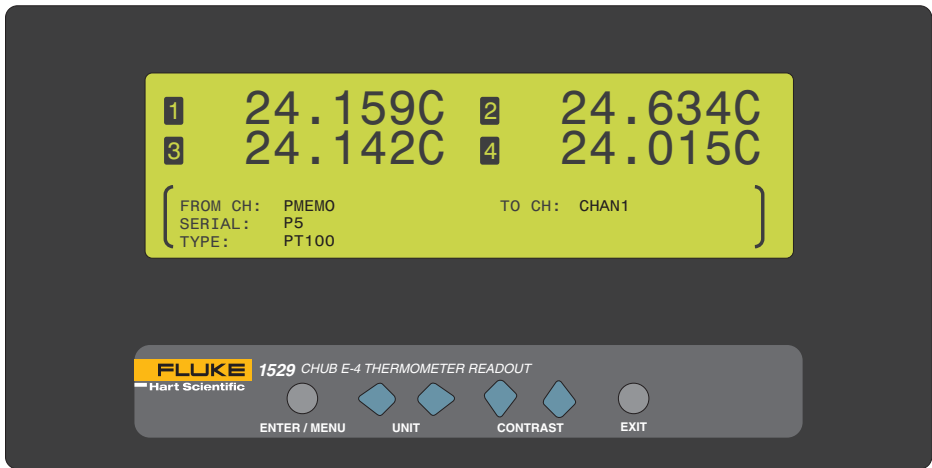 1 24.159C 2 24.634C
3 24.142C 4 24.015C
FROM CH: PMEMO TO CH: CHAN1
SERIAL: P5
TYPE: PT100
FLUKE 1529 CHUB E-4 THERMOMETER READOUT
Hart Scientific
ENTER / MENU UNIT CONTRAST EXIT